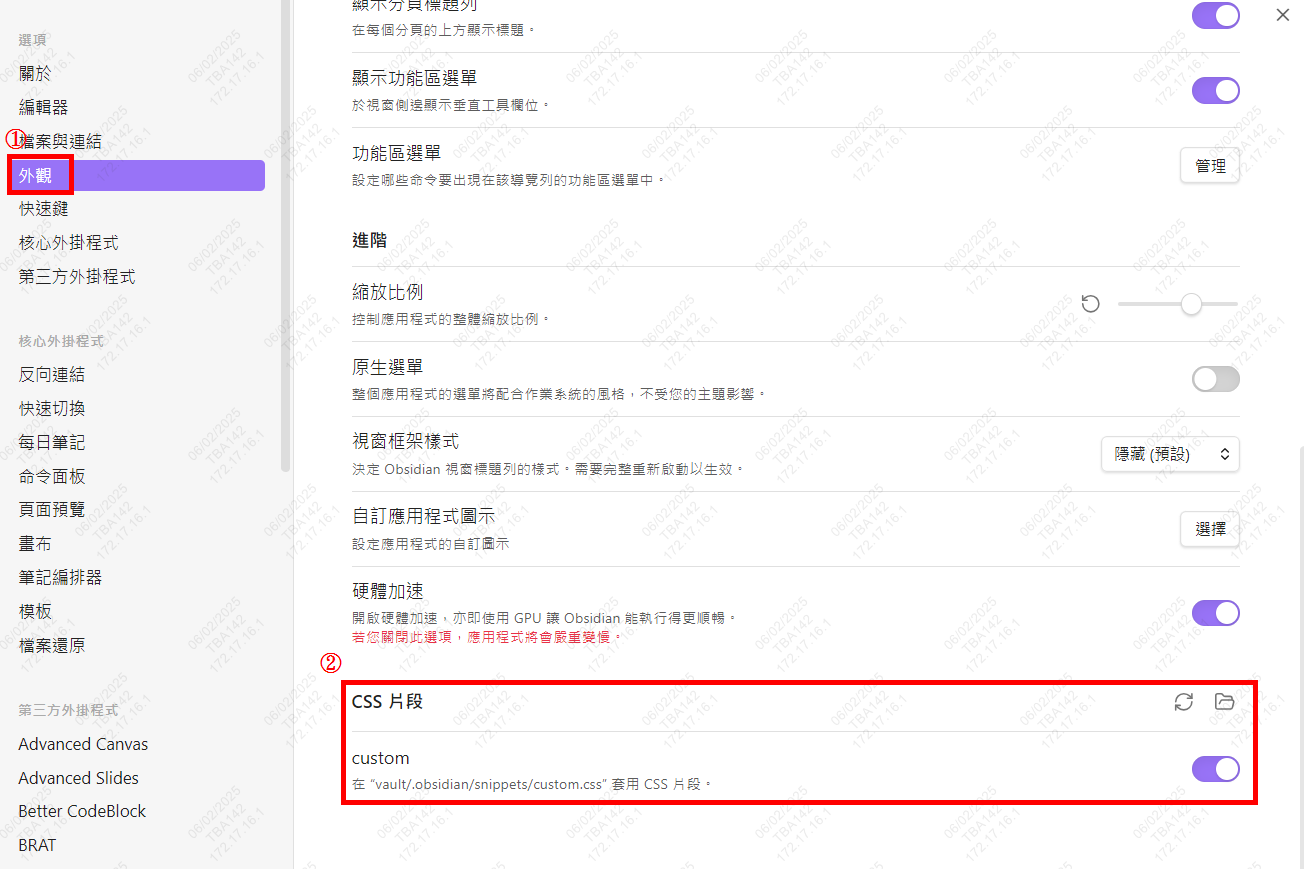 選項
關於
編輯器
①
檔案與連結
外觀
快速鍵
核心外掛程式
第三方外掛程式
核心外掛程式
反向連結
快速切換
每日筆記
命令面板
頁面預覽
畫布
筆記編排器
模板
檔案還原
第三方外掛程式
Advanced Canvas
Advanced Slides
Better CodeBlock
BRAT
顯示分頁標題列
在每個分頁的上方顯示標題。
顯示功能區選單
於視窗側邊顯示垂直工具欄位。
功能區選單
設定哪些命令要出現在該導覽列的功能區選單中。
管理
進階
縮放比例
控制應用程式的整體縮放比例。
原生選單
整個應用程式的選單將配合作業系統的風格，不受您的主題影響。
視窗框架樣式
決定 Obsidian 視窗標題列的樣式。需要完整重新啟動以生效。
隱藏 (預設)
自訂應用程式圖示
設定應用程式的自訂圖示
選擇
硬體加速
開啟硬體加速，亦即使用 GPU 讓 Obsidian 能執行得更順暢。
若您關閉此選項，應用程式將會嚴重變慢。
②
CSS 片段
custom
在 “vault/.obsidian/snippets/custom.css” 套用 CSS 片段。
06/02/2025
TBA142
172.17.16.1